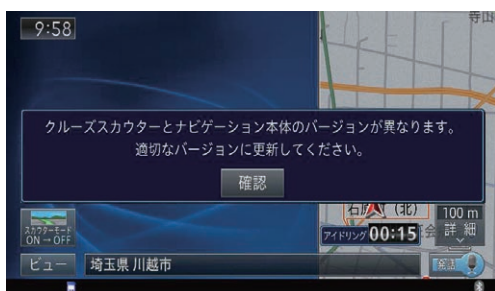 9:58
寺山
クルーズスカウターとナビゲーション本体のバージョンが異なります。
適切なバージョンに更新してください。
確認
(北)
100 m
スカウターモード
ON→OFF
アイドリング 00:15
詳 細
ビュー
埼玉県 川越市
発話